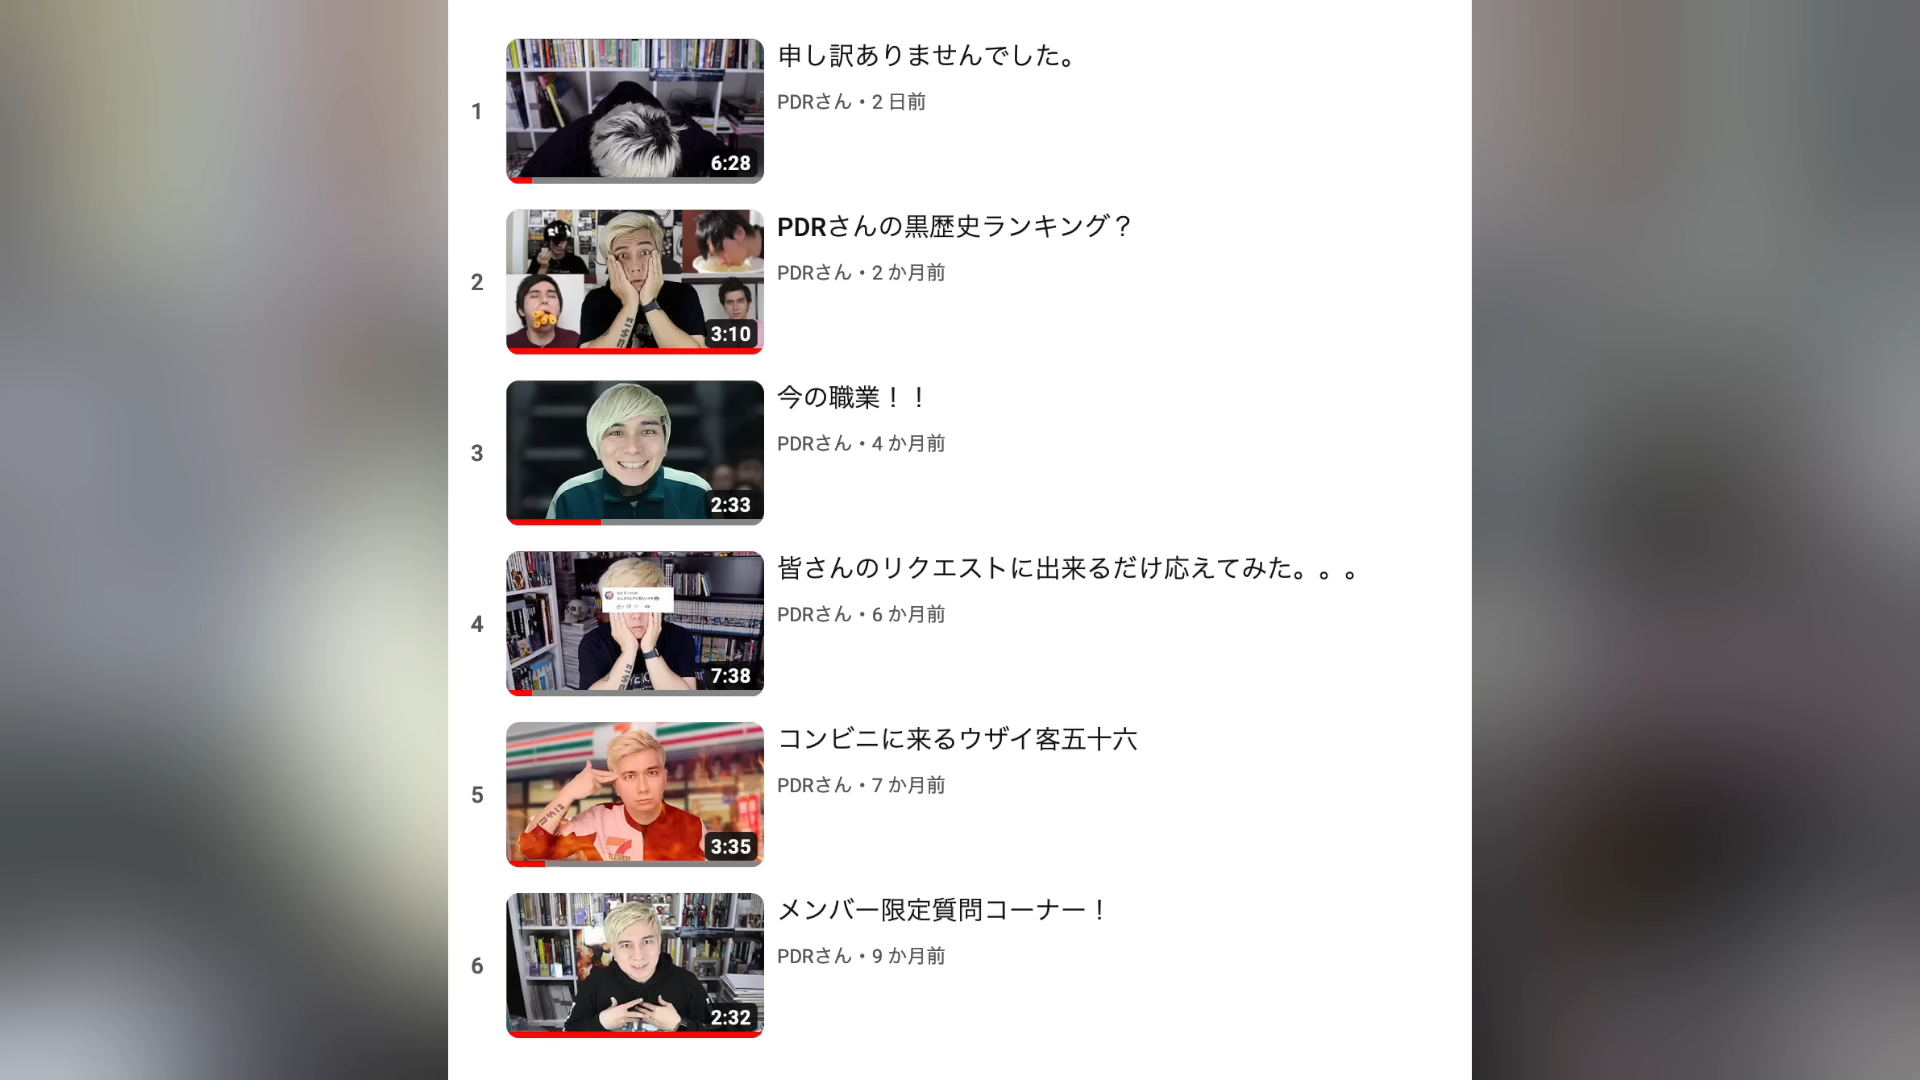 1
申し訳ありませんでした。
PDRさん・2 日前
6:28
2
PDRさんの黒歴史ランキング？
PDRさん・2 か月前
3:10
3
今の職業！！
PDRさん・4 か月前
2:33
4
皆さんのリクエストに出来るだけ応えてみた。。。
PDRさん・6 か月前
7:38
5
コンビニに来るウザイ客五十六
PDRさん・7 か月前
3:35
6
メンバー限定質問コーナー！
PDRさん・9 か月前
2:32